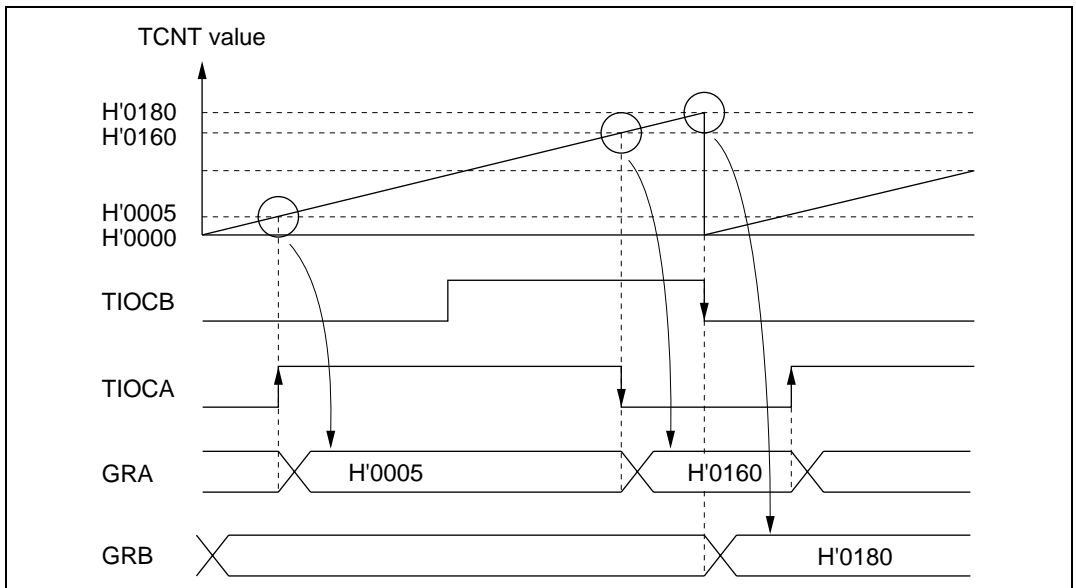 TCNT value
H'0180
H'0160
H'0005
H'0000
TIOCB
TIOCA
GRA
H'0005
H'0160
GRB
H'0180